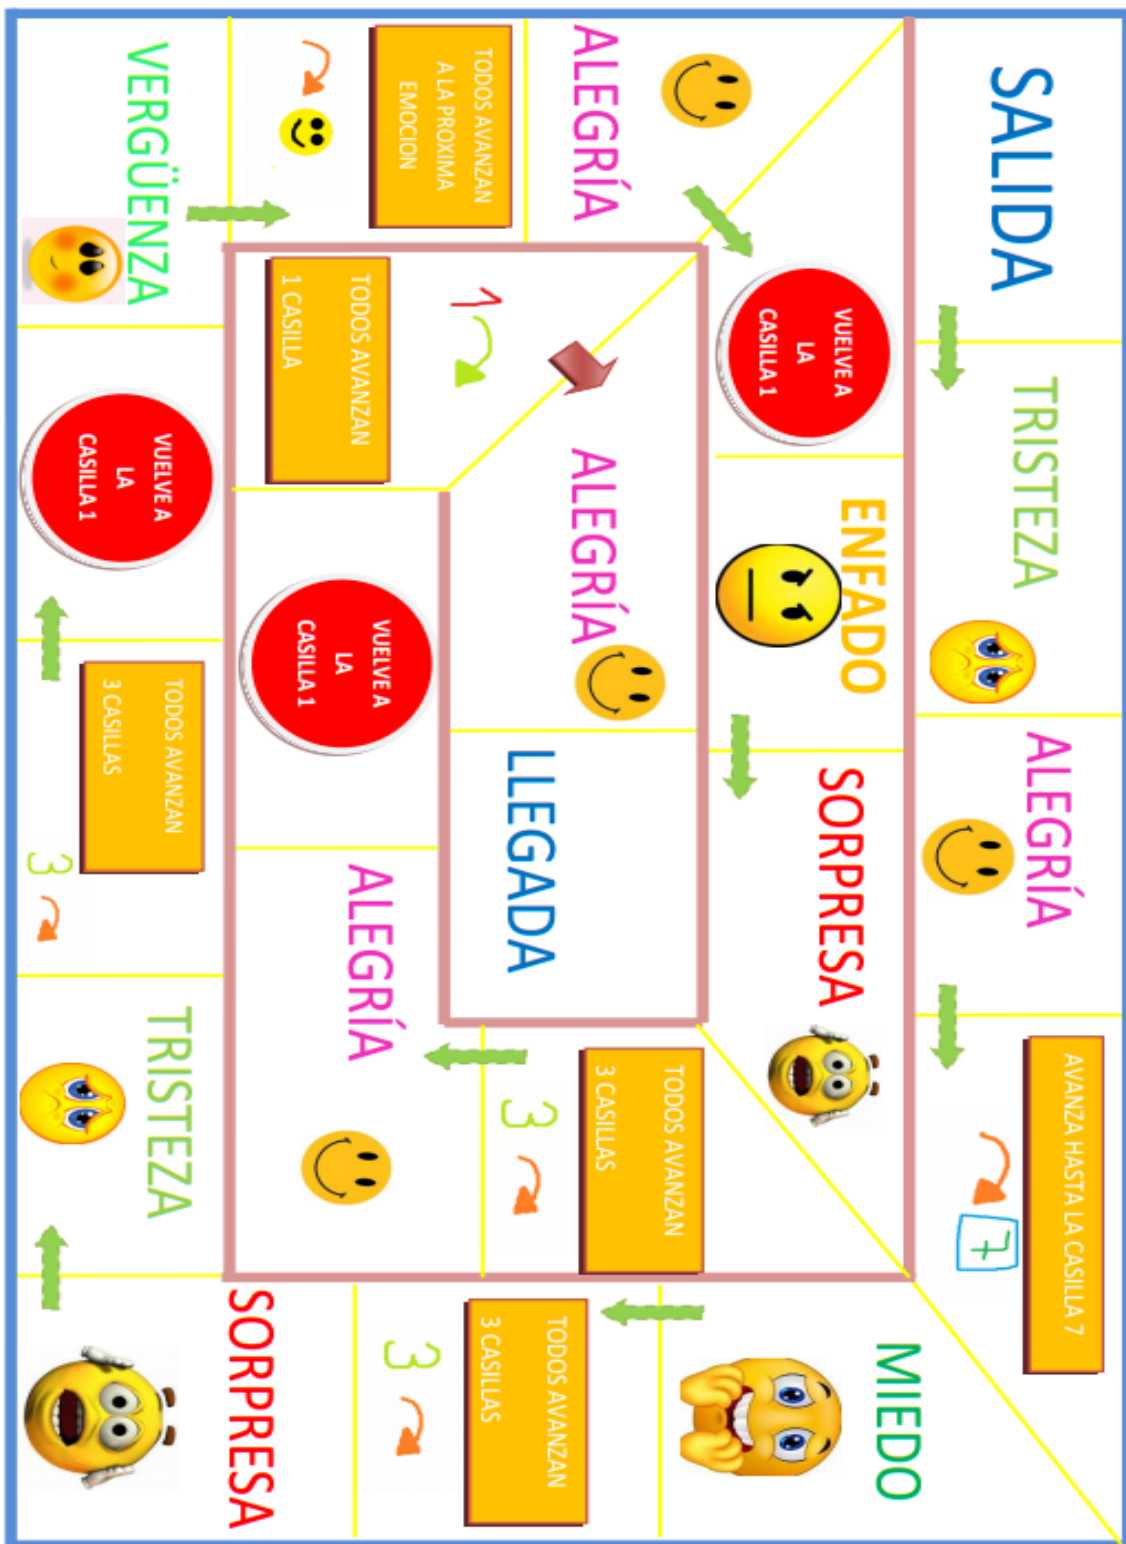 SALIDA
TRISTEZA
ALEGRÍA
AVANZA HASTA LA CASILLA 7
7
MIEDO
TODOS AVANZAN
3 CASILLAS
3
SORPRESA
TRISTEZA
TODOS AVANZAN
3 CASILLAS
3
VUELVE A
LA
CASILLA 1
VERGÜENZA
TODOS AVANZAN
A LA PROXIMA
EMOCION
ALEGRÍA
VUELVE A
LA
CASILLA 1
ENFADO
SORPRESA
TODOS AVANZAN
3 CASILLAS
3
ALEGRÍA
VUELVE A
LA
CASILLA 1
TODOS AVANZAN
1 CASILLA
1
ALEGRÍA
LLEGADA